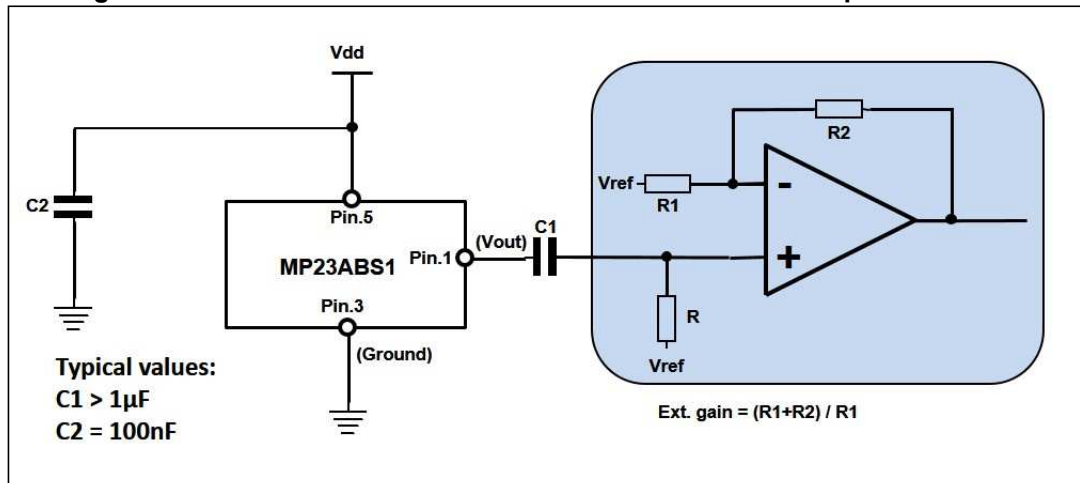 Vdd
C2
Pin.5
MP23ABS1
Pin.1
(Vout)
C1
Pin.3
(Ground)
R2
Vref
R1
-
+
R
Vref
Ext. gain = (R1+R2) / R1
Typical values:
C1 > 1µF
C2 = 100nF